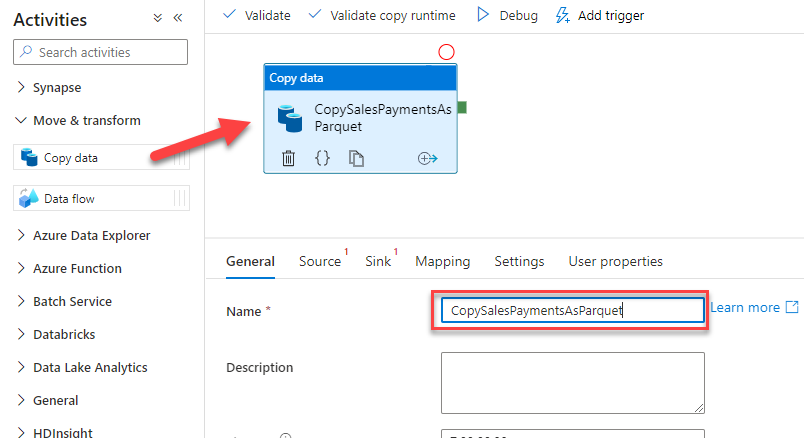 Activities
Search activities
Synapse
Move & transform
Copy data
Data flow
Azure Data Explorer
Azure Function
Batch Service
Databricks
Data Lake Analytics
General
HDInsight
Validate
Validate copy runtime
Debug
Add trigger
Copy data
CopySalesPaymentsAs
Parquet
{}
General
Source 1
Sink 1
Mapping
Settings
User properties
Name *
CopySalesPaymentsAsParquet
Learn more
Description